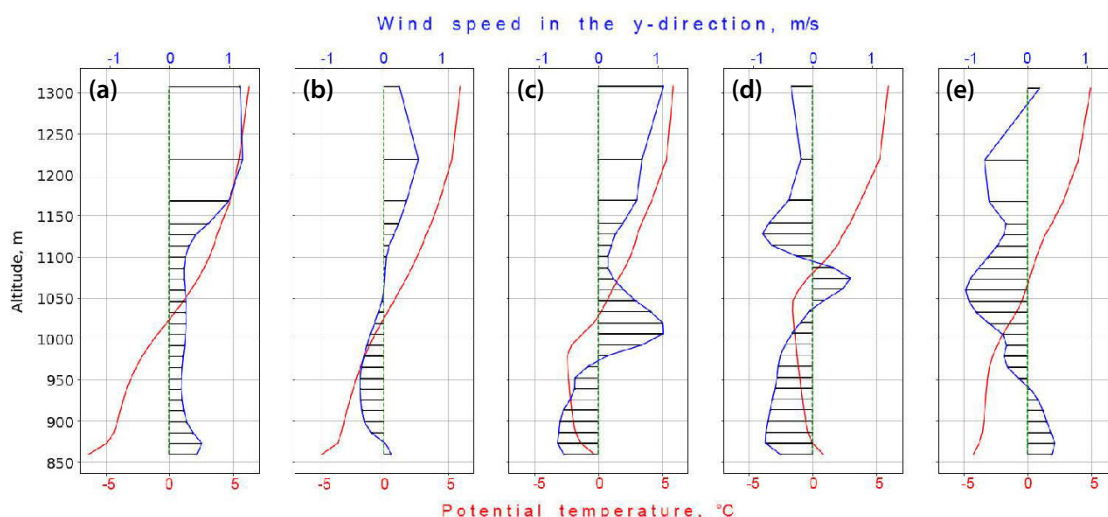 Wind speed in the y-direction, m/s
-1 0 1 -1 0 1 -1 0 1 -1 0 1 -1 0 1
(a) (b) (c) (d) (e)
1300
1250
1200
1150
1100
1050
1000
950
900
850
Altitude, m
-5 0 5 -5 0 5 -5 0 5 -5 0 5 -5 0 5
Potential temperature, °C